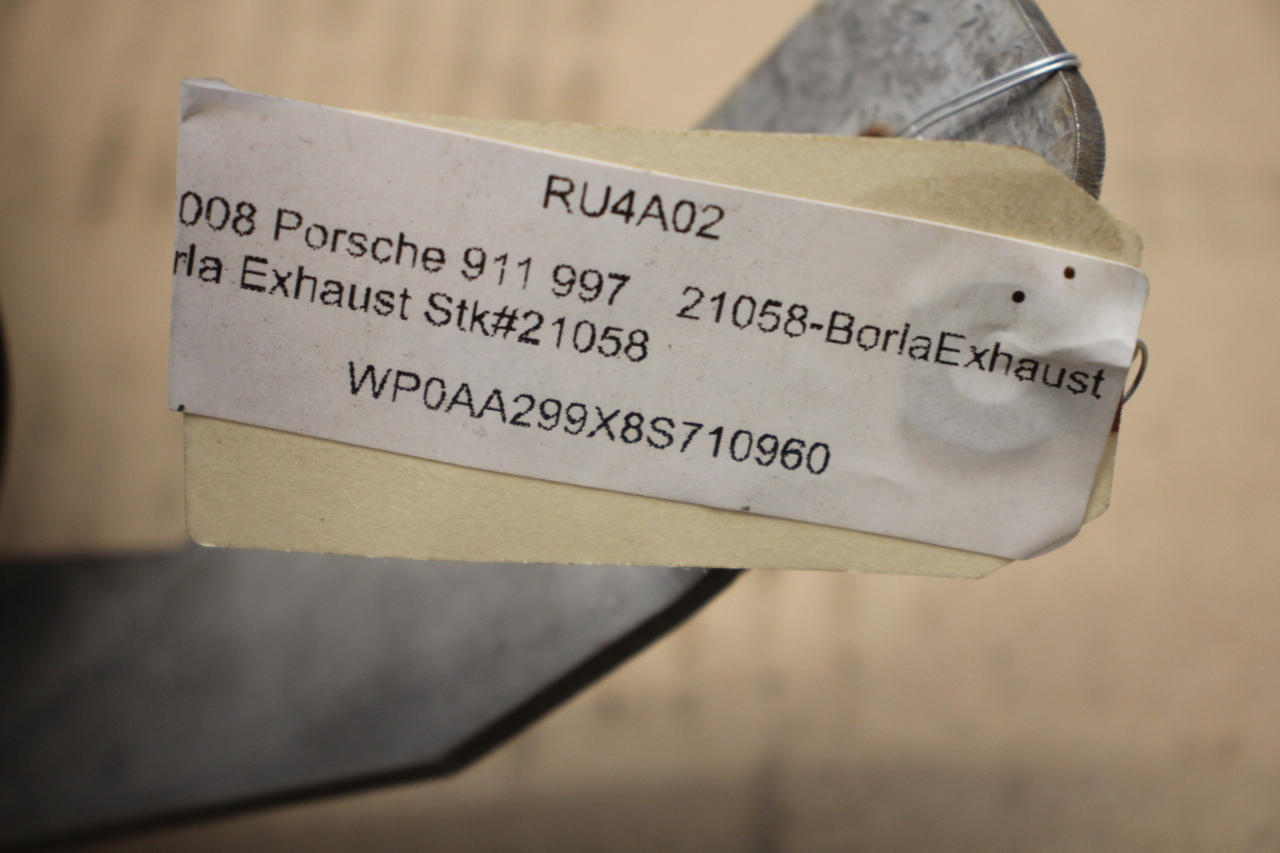 RU4A02
008 Porsche 911 997 21058-BorlaExhaust
rla Exhaust Stk#21058
WP0AA299X8S710960